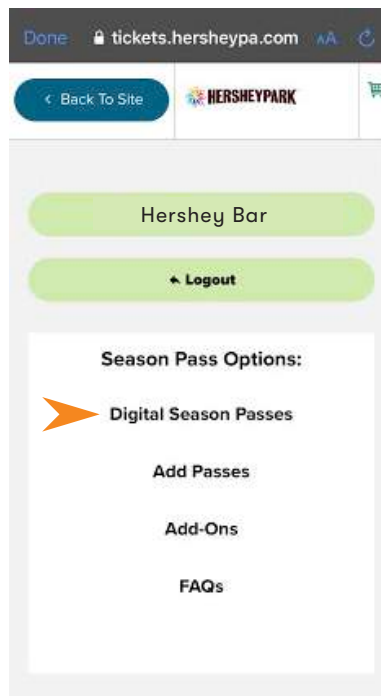 Done tickets.hersheypa.com AA
< Back To Site HERSHEYPARK
Hershey Bar
Logout
Season Pass Options:
Digital Season Passes
Add Passes
Add-Ons
FAQs